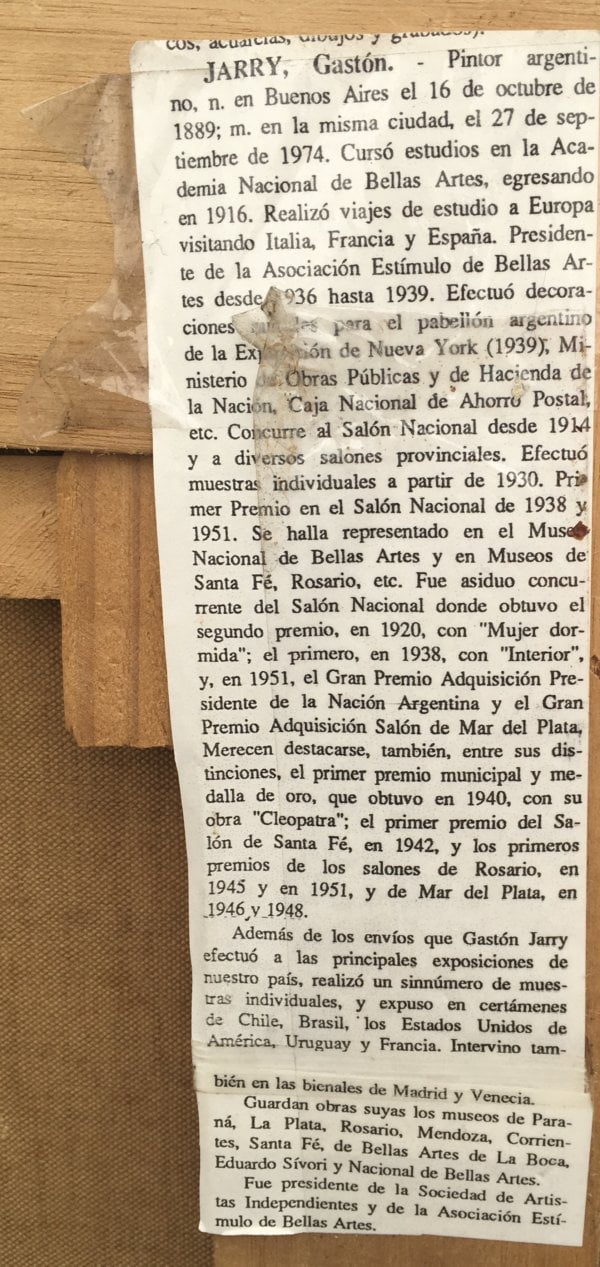 cos, acuarelas, dibujos y grabados).
JARRY, Gastón. - Pintor argenti-
no, n. en Buenos Aires el 16 de octubre de
1889; m. en la misma ciudad, el 27 de sep-
tiembre de 1974. Cursó estudios en la Aca-
demia Nacional de Bellas Artes, egresando
en 1916. Realizó viajes de estudio a Europa
visitando Italia, Francia y España. Presiden-
te de la Asociación Estímulo de Bellas Ar-
tes desde 1936 hasta 1939. Efectuó decora-
ciones murales para el pabellón argentino
de la Exposición de Nueva York (1939), Mi-
nisterio de Obras Públicas y de Hacienda de
la Nación, Caja Nacional de Ahorro Postal,
etc. Concurre al Salón Nacional desde 1914
y a diversos salones provinciales. Efectuó
muestras individuales a partir de 1930. Pri-
mer Premio en el Salón Nacional de 1938 y
1951. Se halla representado en el Museo
Nacional de Bellas Artes y en Museos de
Santa Fé, Rosario, etc. Fue asiduo concu-
rrente del Salón Nacional donde obtuvo el
segundo premio, en 1920, con "Mujer dor-
mida"; el primero, en 1938, con "Interior",
y, en 1951, el Gran Premio Adquisición Pre-
sidente de la Nación Argentina y el Gran
Premio Adquisición Salón de Mar del Plata.
Merecen destacarse, también, entre sus dis-
tinciones, el primer premio municipal y me-
dalla de oro, que obtuvo en 1940, con su
obra "Cleopatra"; el primer premio del Sa-
lón de Santa Fé, en 1942, y los primeros
premios de los salones de Rosario, en
1945 y en 1951, y de Mar del Plata, en
1946 y 1948.
Además de los envíos que Gastón Jarry
efectuó a las principales exposiciones de
nuestro país, realizó un sinnúmero de mues-
tras individuales, y expuso en certámenes
de Chile, Brasil, los Estados Unidos de
América, Uruguay y Francia. Intervino tam-
bién en las bienales de Madrid y Venecia.
Guardan obras suyas los museos de Para-
ná, La Plata, Rosario, Mendoza, Corrien-
tes, Santa Fé, de Bellas Artes de La Boca,
Eduardo Sívori y Nacional de Bellas Artes.
Fue presidente de la Sociedad de Artis-
tas Independientes y de la Asociación Estí-
mulo de Bellas Artes.